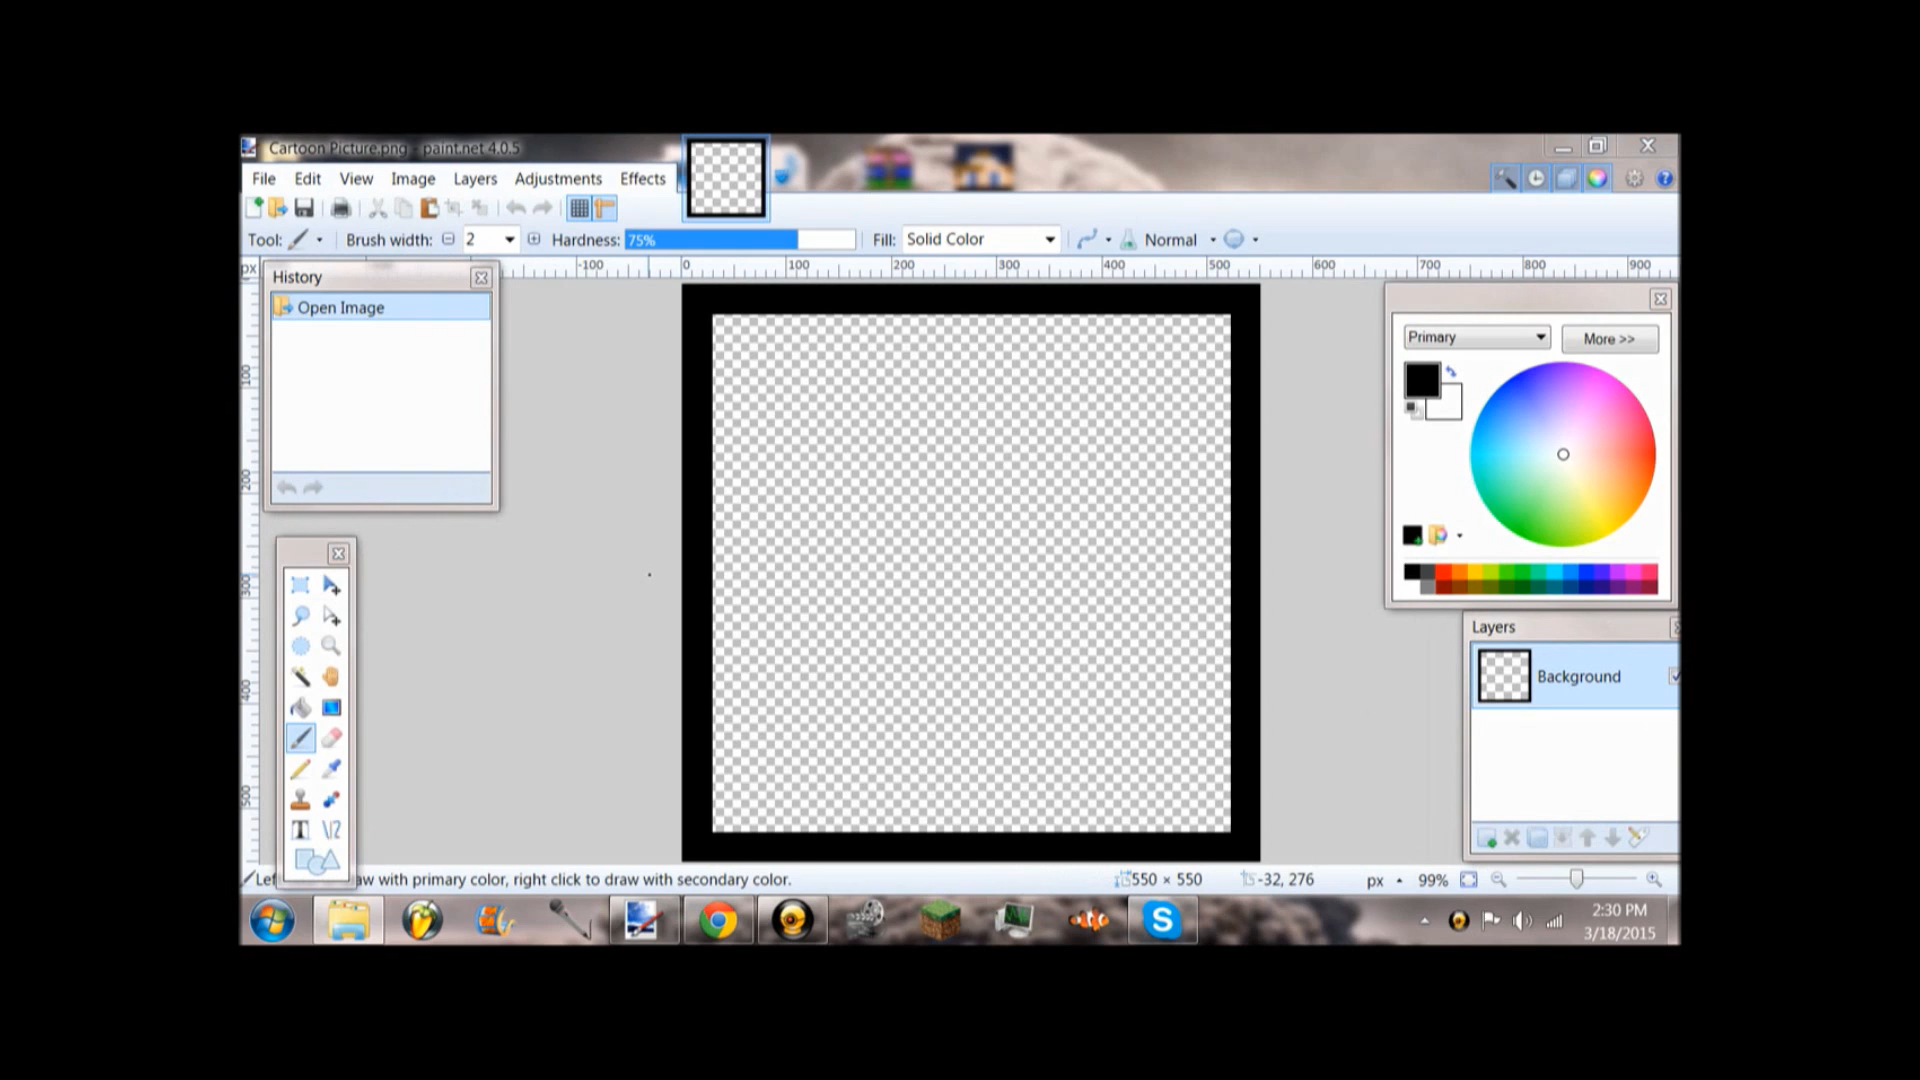 Cartoon Picture.png - paint.net 4.0.5
File Edit View Image Layers Adjustments Effects
Tool: Brush width: 2 Hardness: 75% Fill: Solid Color Normal
px -100 0 100 200 300 400 500 600 700 800 900
History
Open Image
100
200
300
400
500
Primary More >>
Layers
Background
T
draw with primary color, right click to draw with secondary color. 550 × 550 -32, 276 px 99%
S
2:30 PM
3/18/2015